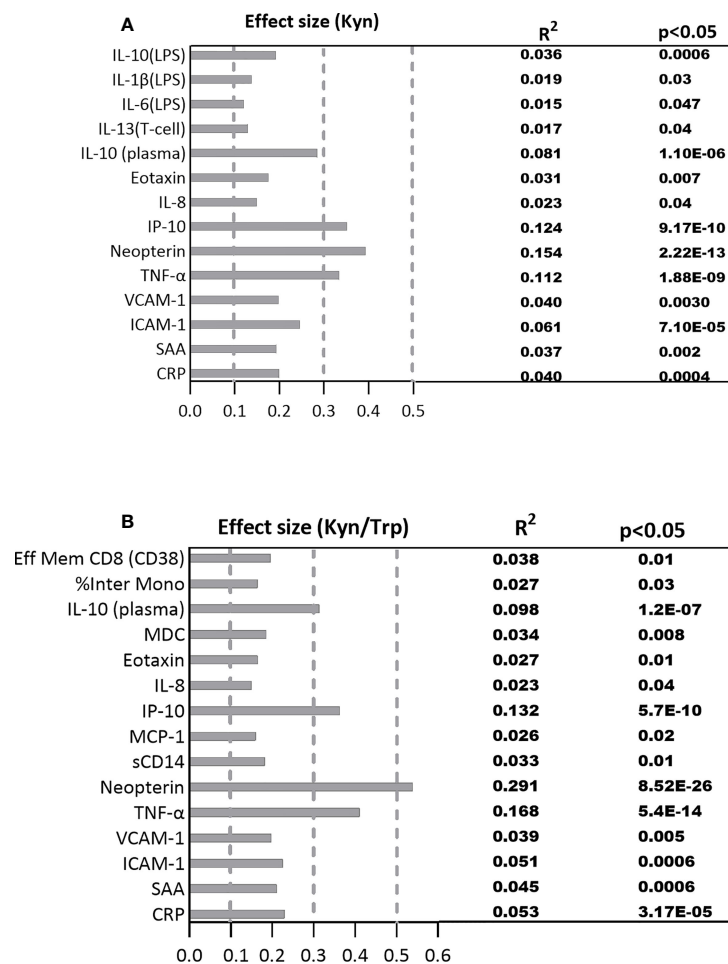 A
Effect size (Kyn) R2 p<0.05
IL-10(LPS) 0.036 0.0006
IL-1β(LPS) 0.019 0.03
IL-6(LPS) 0.015 0.047
IL-13(T-cell) 0.017 0.04
IL-10 (plasma) 0.081 1.10E-06
Eotaxin 0.031 0.007
IL-8 0.023 0.04
IP-10 0.124 9.17E-10
Neopterin 0.154 2.22E-13
TNF-α 0.112 1.88E-09
VCAM-1 0.040 0.0030
ICAM-1 0.061 7.10E-05
SAA 0.037 0.002
CRP 0.040 0.0004
0.0 0.1 0.2 0.3 0.4 0.5
B
Effect size (Kyn/Trp) R2 p<0.05
Eff Mem CD8 (CD38) 0.038 0.01
%Inter Mono 0.027 0.03
IL-10 (plasma) 0.098 1.2E-07
MDC 0.034 0.008
Eotaxin 0.027 0.01
IL-8 0.023 0.04
IP-10 0.132 5.7E-10
MCP-1 0.026 0.02
sCD14 0.033 0.01
Neopterin 0.291 8.52E-26
TNF-α 0.168 5.4E-14
VCAM-1 0.039 0.005
ICAM-1 0.051 0.0006
SAA 0.045 0.0006
CRP 0.053 3.17E-05
0.0 0.1 0.2 0.3 0.4 0.5 0.6